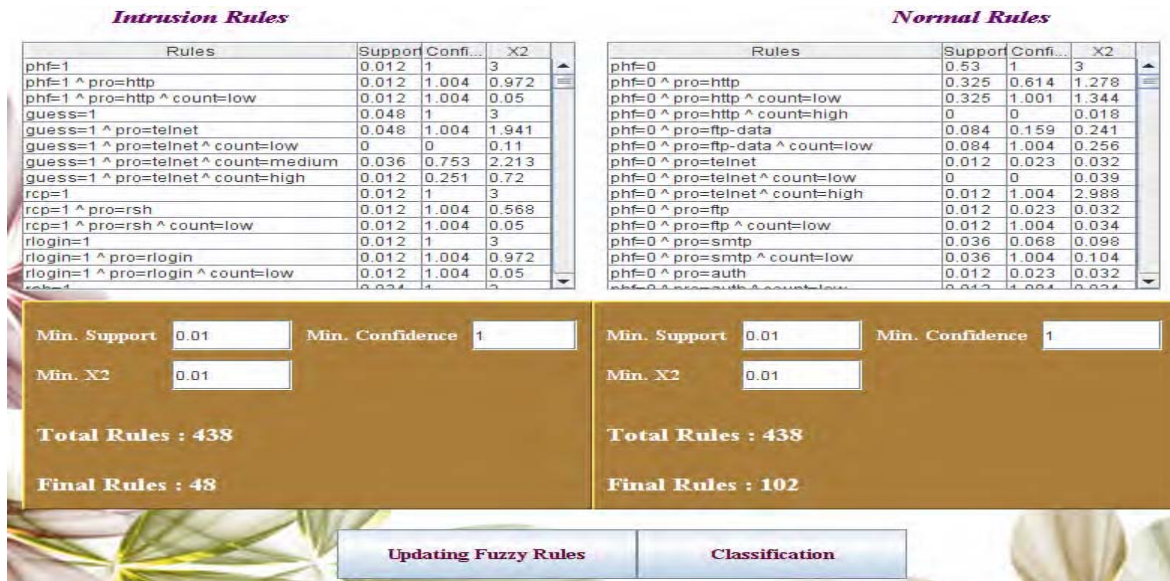 Intrusion Rules
Rules Support Confi... X2
phf=1 0.012 1 3
phf=1 ^ pro=http 0.012 1.004 0.972
phf=1 ^ pro=http ^ count=low 0.012 1.004 0.05
guess=1 0.048 1 3
guess=1 ^ pro=telnet 0.048 1.004 1.941
guess=1 ^ pro=telnet ^ count=low 0 0 0.11
guess=1 ^ pro=telnet ^ count=medium 0.036 0.753 2.213
guess=1 ^ pro=telnet ^ count=high 0.012 0.251 0.72
rcp=1 0.012 1 3
rcp=1 ^ pro=rsh 0.012 1.004 0.568
rcp=1 ^ pro=rsh ^ count=low 0.012 1.004 0.05
rlogin=1 0.012 1 3
rlogin=1 ^ pro=rlogin 0.012 1.004 0.972
rlogin=1 ^ pro=rlogin ^ count=low 0.012 1.004 0.05
Normal Rules
Rules Support Confi... X2
phf=0 0.53 1 3
phf=0 ^ pro=http 0.325 0.614 1.278
phf=0 ^ pro=http ^ count=low 0.325 1.001 1.344
phf=0 ^ pro=http ^ count=high 0 0 0.018
phf=0 ^ pro=ftp-data 0.084 0.159 0.241
phf=0 ^ pro=ftp-data ^ count=low 0.084 1.004 0.256
phf=0 ^ pro=telnet 0.012 0.023 0.032
phf=0 ^ pro=telnet ^ count=low 0 0 0.039
phf=0 ^ pro=telnet ^ count=high 0.012 1.004 2.988
phf=0 ^ pro=ftp 0.012 0.023 0.032
phf=0 ^ pro=ftp ^ count=low 0.012 1.004 0.034
phf=0 ^ pro=smtp 0.036 0.068 0.098
phf=0 ^ pro=smtp ^ count=low 0.036 1.004 0.104
phf=0 ^ pro=auth 0.012 0.023 0.032
phf=0 ^ pro=auth ^ count=low 0.012 1.004 0.034
Min. Support 0.01 Min. Confidence 1
Min. X2 0.01
Total Rules : 438
Final Rules : 48
Min. Support 0.01 Min. Confidence 1
Min. X2 0.01
Total Rules : 438
Final Rules : 102
Updating Fuzzy Rules
Classification